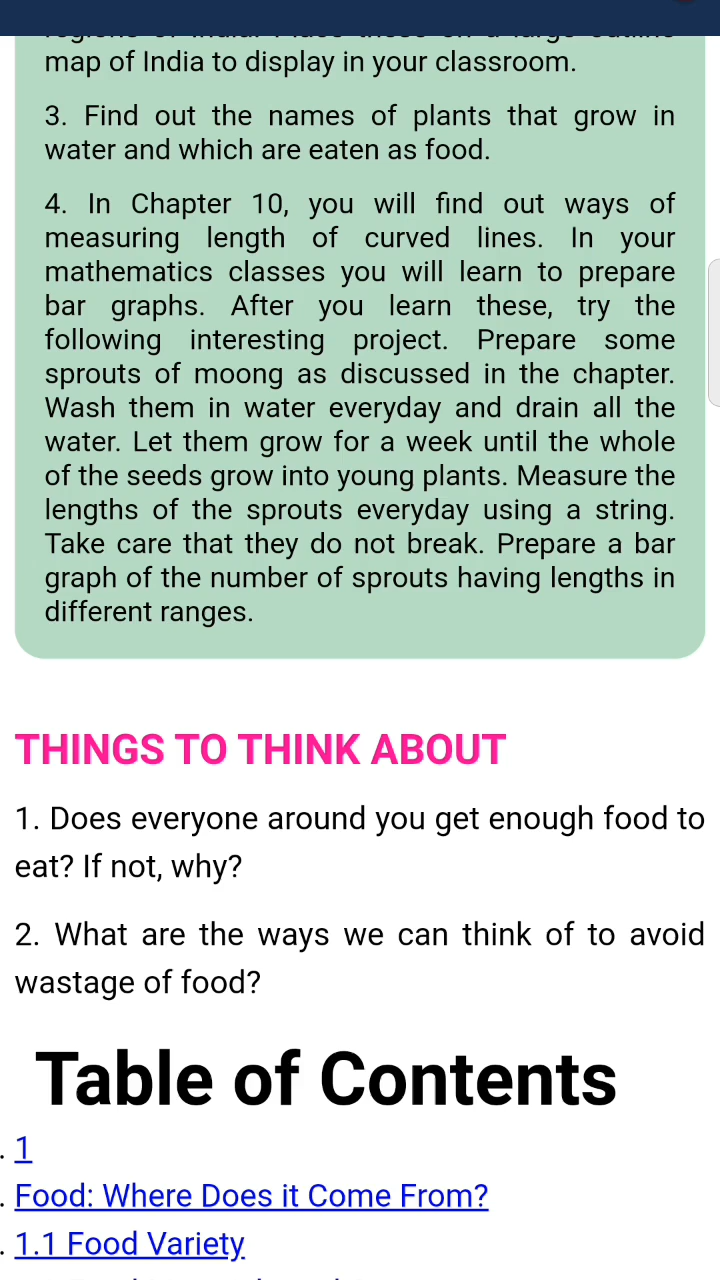 map of India to display in your classroom.
3. Find out the names of plants that grow in
water and which are eaten as food.
4. In Chapter 10, you will find out ways of
measuring length of curved lines. In your
mathematics classes you will learn to prepare
bar graphs. After you learn these, try the
following interesting project. Prepare some
sprouts of moong as discussed in the chapter.
Wash them in water everyday and drain all the
water. Let them grow for a week until the whole
of the seeds grow into young plants. Measure the
lengths of the sprouts everyday using a string.
Take care that they do not break. Prepare a bar
graph of the number of sprouts having lengths in
different ranges.
THINGS TO THINK ABOUT
1. Does everyone around you get enough food to
eat? If not, why?
2. What are the ways we can think of to avoid
wastage of food?
Table of Contents
. 1
. Food: Where Does it Come From?
. 1.1 Food Variety